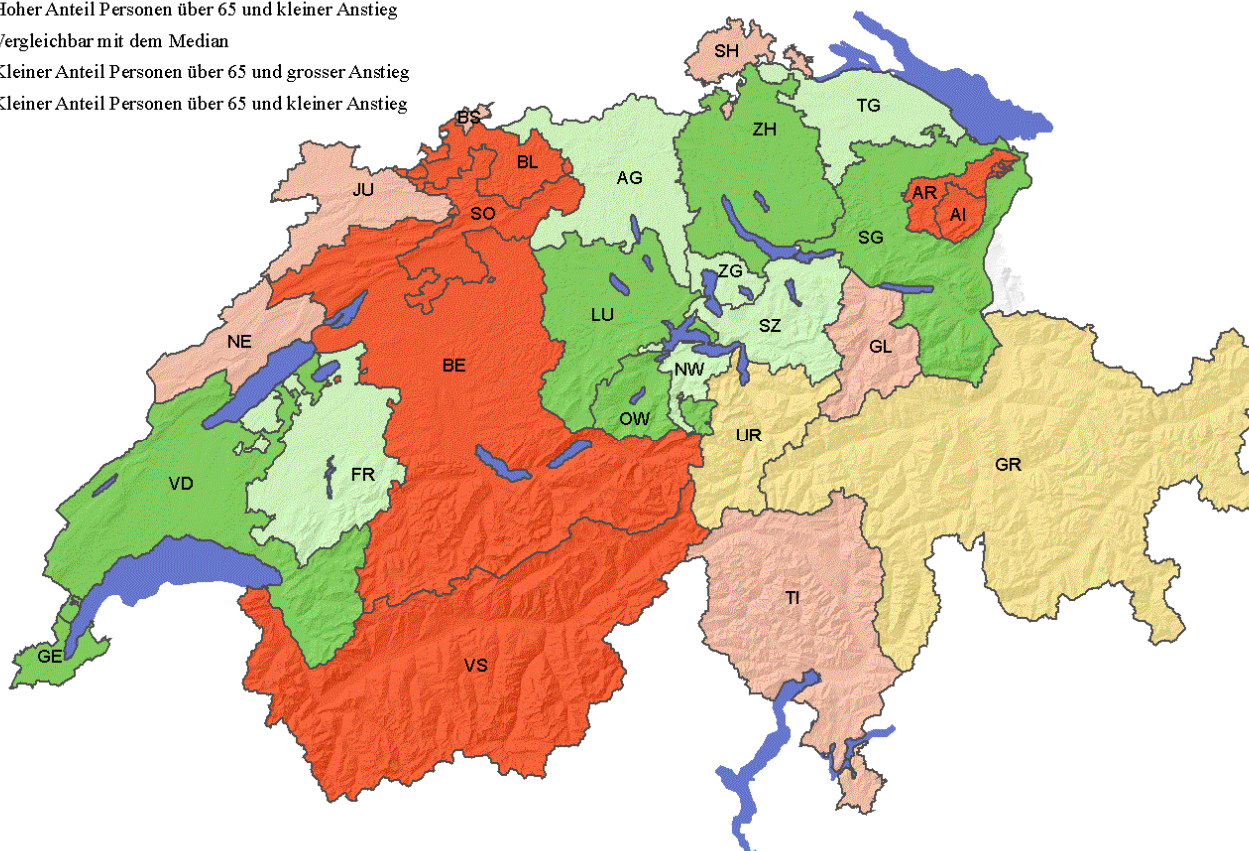 Hoher Anteil Personen über 65 und kleiner Anstieg
Vergleichbar mit dem Median
Kleiner Anteil Personen über 65 und grosser Anstieg
Kleiner Anteil Personen über 65 und kleiner Anstieg
SH
BS
ZH
TG
BL
AG
JU
SO
AR
AI
SG
ZG
LU
SZ
NE
GL
BE
NW
OW
UR
GR
VD
FR
TI
GE
VS